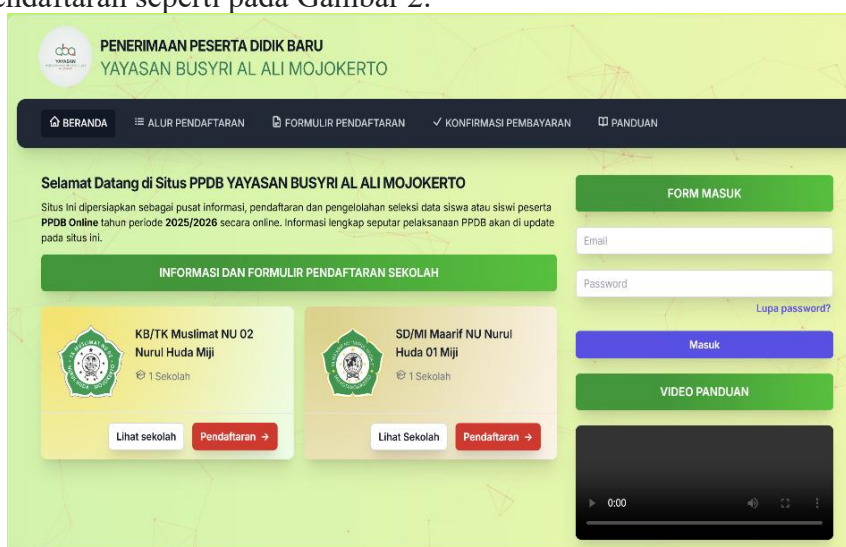 endaftaran seperti pada Gambar 2.
YAYASAN
PENERIMAAN PESERTA DIDIK BARU
YAYASAN BUSYRI AL ALI MOJOKERTO
BERANDA
ALUR PENDAFTARAN
FORMULIR PENDAFTARAN
KONFIRMASI PEMBAYARAN
PANDUAN
Selamat Datang di Situs PPDB YAYASAN BUSYRI AL ALI MOJOKERTO
Situs Ini dipersiapkan sebagai pusat informasi, pendaftaran dan pengelolahan seleksi data siswa atau siswi peserta
PPDB Online tahun periode 2025/2026 secara online. Informasi lengkap seputar pelaksanaan PPDB akan di update
pada situs ini.
INFORMASI DAN FORMULIR PENDAFTARAN SEKOLAH
KB/TK Muslimat NU 02
Nurul Huda Miji
1 Sekolah
Lihat sekolah
Pendaftaran →
SD/MI Maarif NU Nurul
Huda 01 Miji
1 Sekolah
Lihat Sekolah
Pendaftaran →
FORM MASUK
Email
Password
Lupa password?
Masuk
VIDEO PANDUAN
0:00